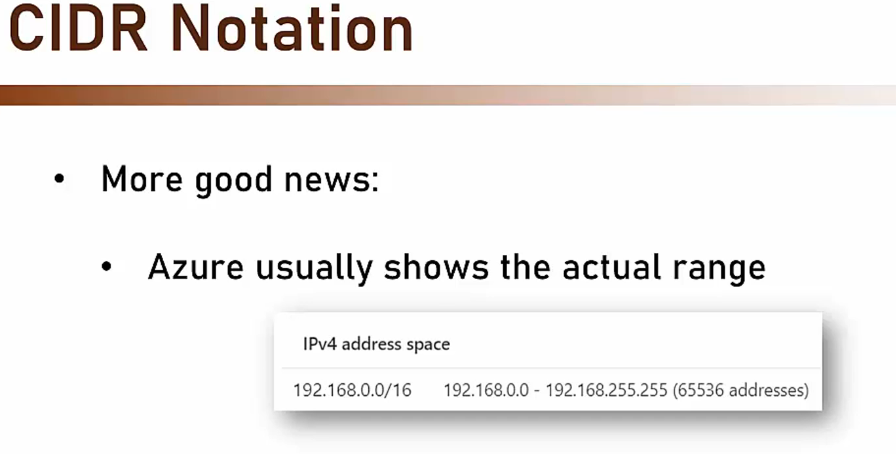 CIDR Notation
• More good news:
• Azure usually shows the actual range
IPv4 address space
192.168.0.0/16 192.168.0.0 - 192.168.255.255 (65536 addresses)